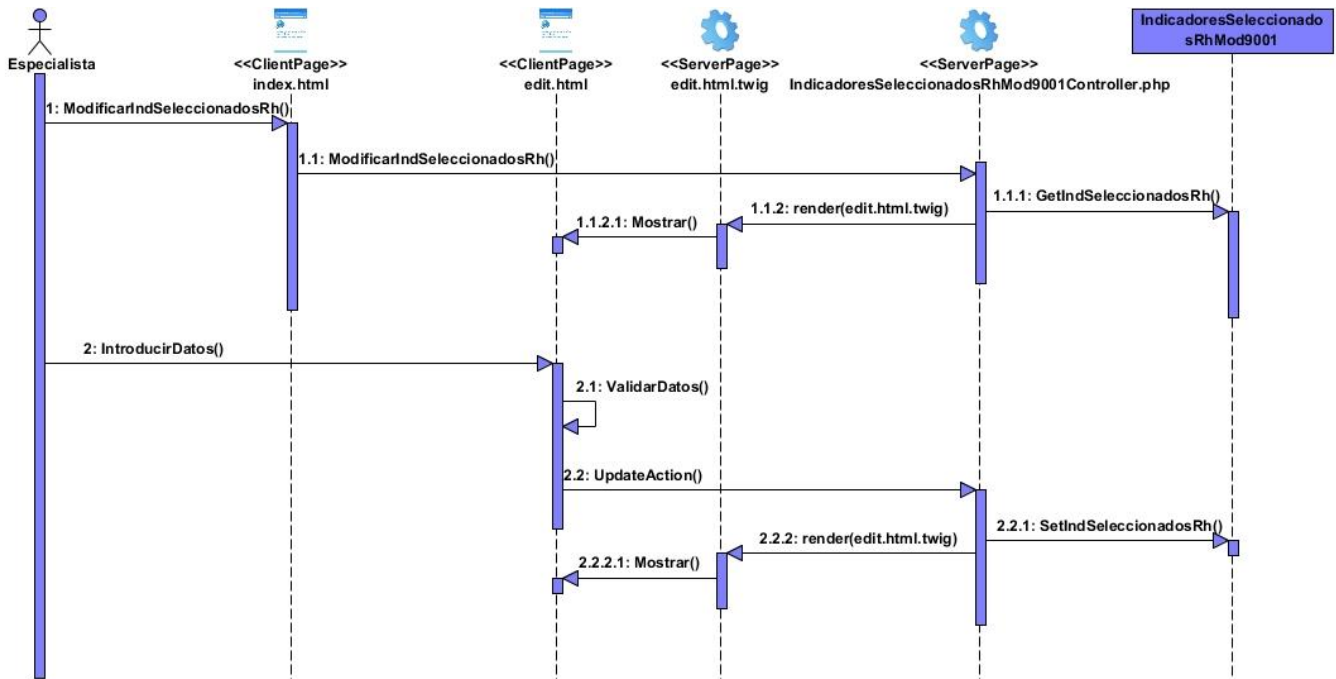 IndicadoresSeleccionado
sRhMod9001
Especialista
<<ClientPage>>
index.html
<<ClientPage>>
edit.html
<<ServerPage>>
edit.html.twig
<<ServerPage>>
IndicadoresSeleccionadosRhMod9001Controller.php
1: ModificarIndSeleccionadosRh()
1.1: ModificarIndSeleccionadosRh()
1.1.1: GetIndSeleccionadosRh()
1.1.2: render(edit.html.twig)
1.1.2.1: Mostrar()
2: IntroducirDatos()
2.1: ValidarDatos()
2.2: UpdateAction()
2.2.1: SetIndSeleccionadosRh()
2.2.2: render(edit.html.twig)
2.2.2.1: Mostrar()